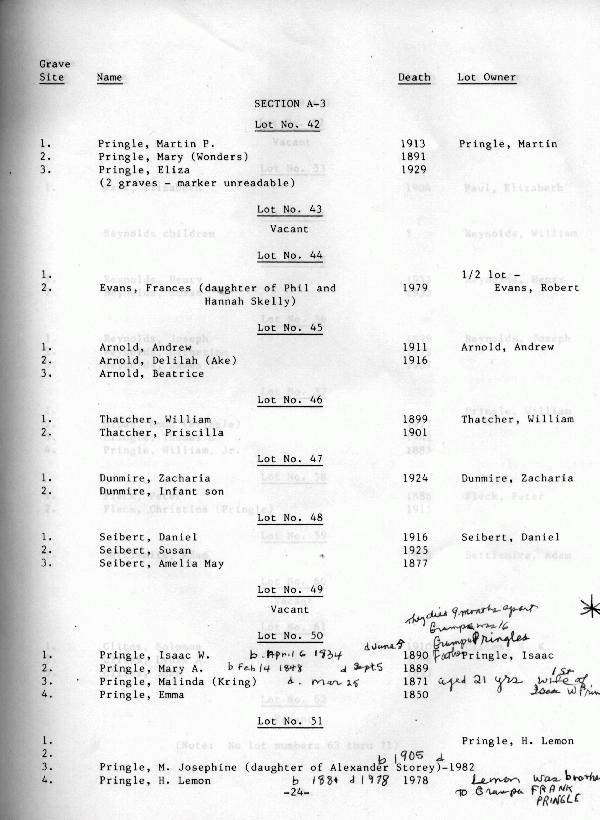 Grave
Site Name Death Lot Owner
SECTION A-3
Lot No. 42
1. Pringle, Martin P. 1913 Pringle, Martin
2. Pringle, Mary (Wonders) 1891
3. Pringle, Eliza 1929
(2 graves - marker unreadable)
Lot No. 43
Vacant
Lot No. 44
1. 1/2 lot -
2. Evans, Frances (daughter of Phil and 1979 Evans, Robert
Hannah Skelly)
Lot No. 45
1. Arnold, Andrew 1911 Arnold, Andrew
2. Arnold, Delilah (Ake) 1916
3. Arnold, Beatrice
Lot No. 46
1. Thatcher, William 1899 Thatcher, William
2. Thatcher, Priscilla 1901
Lot No. 47
1. Dunmire, Zacharia 1924 Dunmire, Zacharia
2. Dunmire, Infant son
Lot No. 48
1. Seibert, Daniel 1916 Seibert, Daniel
2. Seibert, Susan 1925
3. Seibert, Amelia May 1877
Lot No. 49
Vacant
they died 9 months apart
Grampa was 16
Lot No. 50
Grampa Pringles
1. Pringle, Isaac W. b. April 6 1834 d June 8 1890 Father Pringle, Isaac
2. Pringle, Mary A. b Feb 14 1848 d Sept 5 1889
3. Pringle, Malinda (Kring) d. Mar 25 1871 aged 21 yrs 1st wife of
4. Pringle, Emma 1850 Isaac W Prin
Lot No. 51
1. Pringle, H. Lemon
2. b 1905 d
3. Pringle, M. Josephine (daughter of Alexander Storey)-1982
4. Pringle, H. Lemon b 1884 d 1978 1978 Lemon was brothe
-24- to Grampa FRANK
PRINGLE